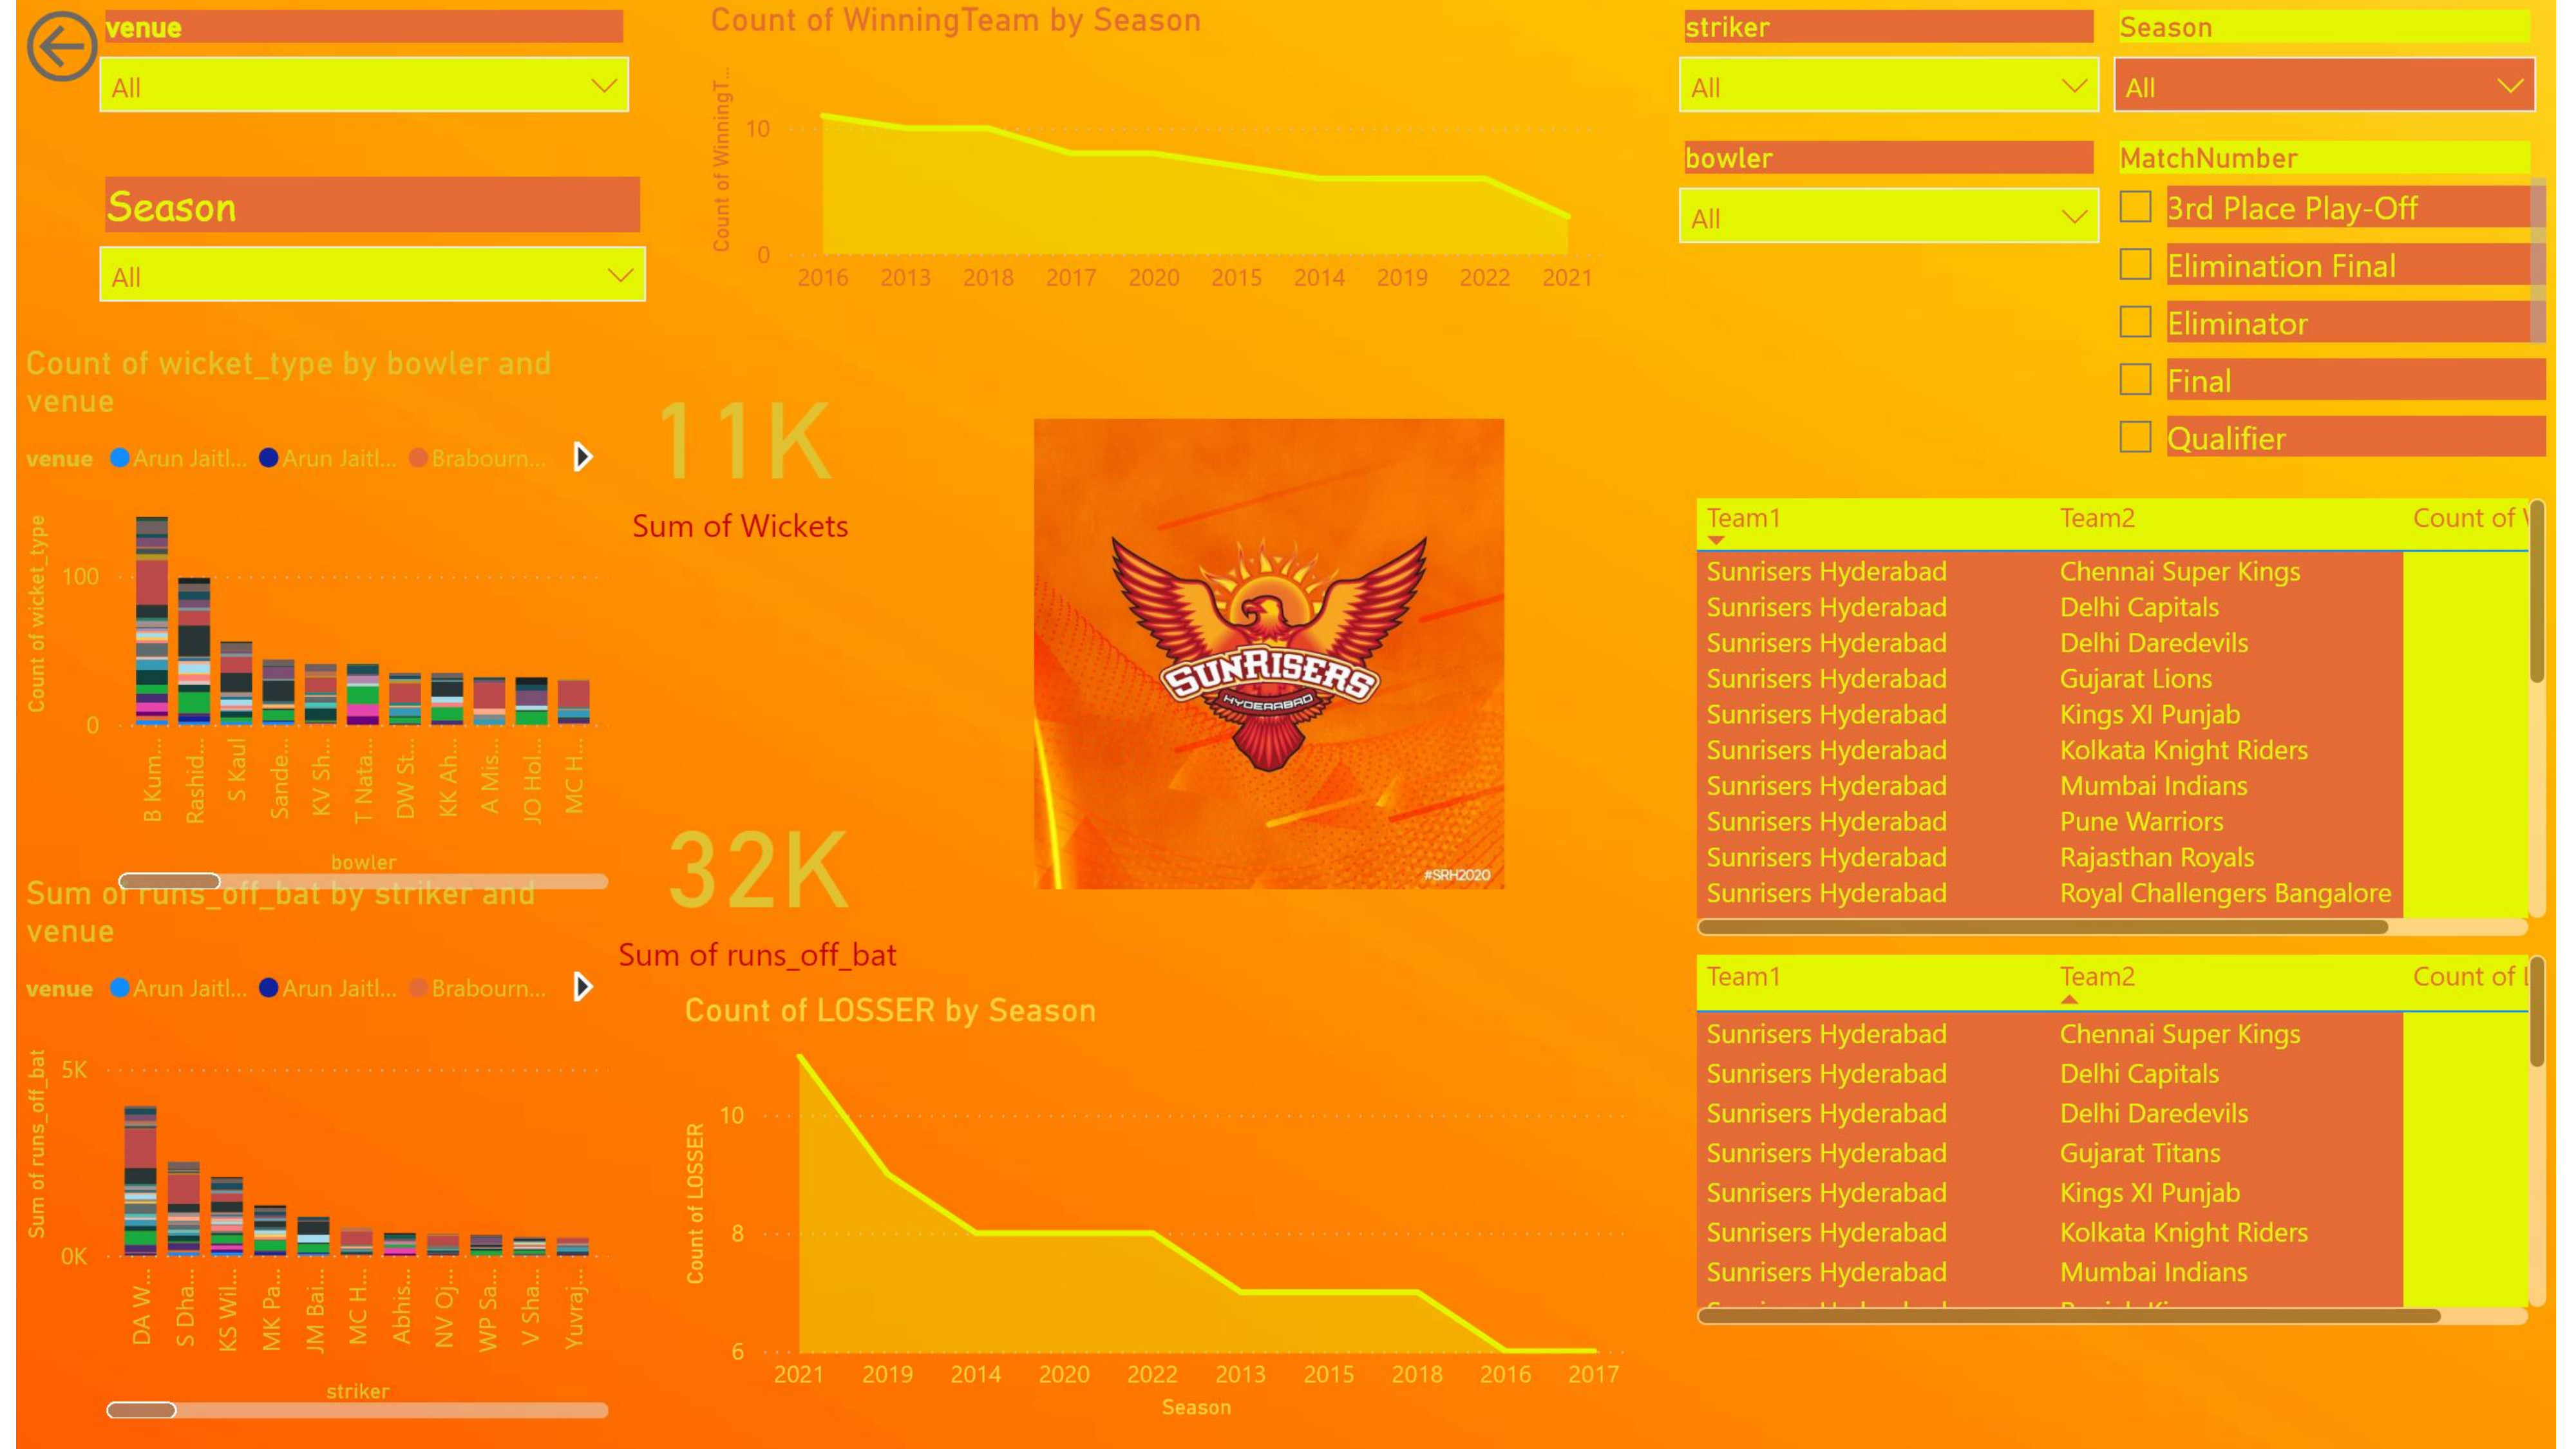 venue
All
Season
All
Count of WinningTeam by Season
Count of WinningT...
10
0
2016 2013 2018 2017 2020 2015 2014 2019 2022 2021
striker
All
bowler
All
Season
All
MatchNumber
3rd Place Play-Off
Elimination Final
Eliminator
Final
Qualifier
Count of wicket_type by bowler and
venue
venue Arun Jaitl... Arun Jaitl... Brabourn...
Count of wicket_type
100
0
B Kum... Rashid... S Kaul Sande... KV Sh... T Nata... DW St... KK Ah... A Mis... JO Hol... MC H...
bowler
11K
Sum of Wickets
32K
Sum of runs_off_bat
SUNRISERS
HYDERABAD
#SRH2020
Sum of runs_off_bat by striker and
venue
venue Arun Jaitl... Arun Jaitl... Brabourn...
Sum of runs_off_bat
5K
0K
DA W... S Dha... KS Wil... MK Pa... JM Bai... MC H... Abhis... NV Oj... WP Sa... V Sha... Yuvraj...
striker
Count of LOSSER by Season
Count of LOSSER
10
8
6
2021 2019 2014 2020 2022 2013 2015 2018 2016 2017
Season
Team1 Team2 Count of
Sunrisers Hyderabad Chennai Super Kings
Sunrisers Hyderabad Delhi Capitals
Sunrisers Hyderabad Delhi Daredevils
Sunrisers Hyderabad Gujarat Lions
Sunrisers Hyderabad Kings XI Punjab
Sunrisers Hyderabad Kolkata Knight Riders
Sunrisers Hyderabad Mumbai Indians
Sunrisers Hyderabad Pune Warriors
Sunrisers Hyderabad Rajasthan Royals
Sunrisers Hyderabad Royal Challengers Bangalore
Team1 Team2 Count of
Sunrisers Hyderabad Chennai Super Kings
Sunrisers Hyderabad Delhi Capitals
Sunrisers Hyderabad Delhi Daredevils
Sunrisers Hyderabad Gujarat Titans
Sunrisers Hyderabad Kings XI Punjab
Sunrisers Hyderabad Kolkata Knight Riders
Sunrisers Hyderabad Mumbai Indians